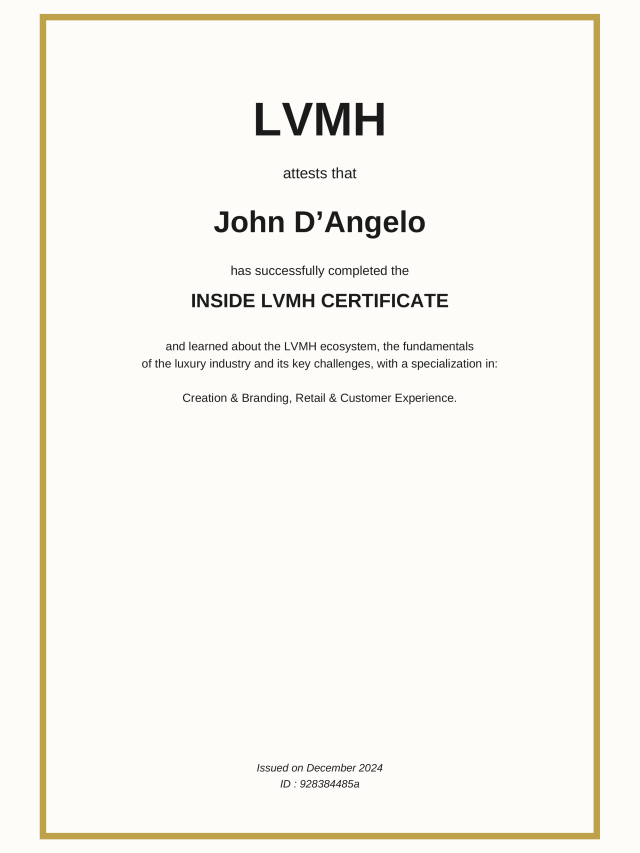 LVMH
attests that
John D’Angelo
has successfully completed the
INSIDE LVMH CERTIFICATE
and learned about the LVMH ecosystem, the fundamentals
of the luxury industry and its key challenges, with a specialization in:
Creation & Branding, Retail & Customer Experience.
Issued on December 2024
ID : 928384485a